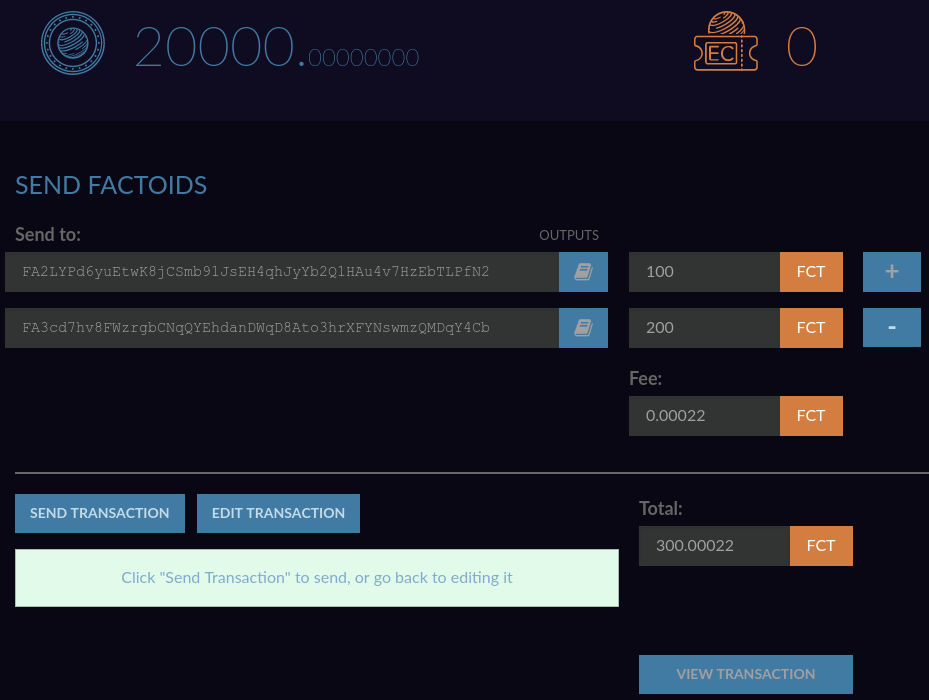 20000.00000000
EC 0
SEND FACTOIDS
Send to: OUTPUTS
FA2LYPd6yuEtwK8jCSmb91JsEH4qhJyYb2Q1HAu4v7HzEbTLPfN2 100 FCT +
FA3cd7hv8FWzrgbCNqQYEhdanDWqD8Ato3hrXFYNswmzQMDqY4Cb 200 FCT -
Fee:
0.00022 FCT
SEND TRANSACTION EDIT TRANSACTION
Total:
300.00022 FCT
Click "Send Transaction" to send, or go back to editing it
VIEW TRANSACTION